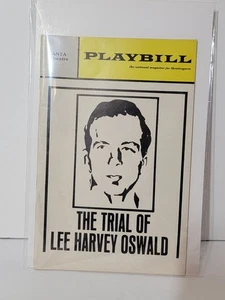 ANTA
THEATRE
PLAYBILL
the national magazine for theatregoers
THE TRIAL OF
LEE HARVEY OSWALD